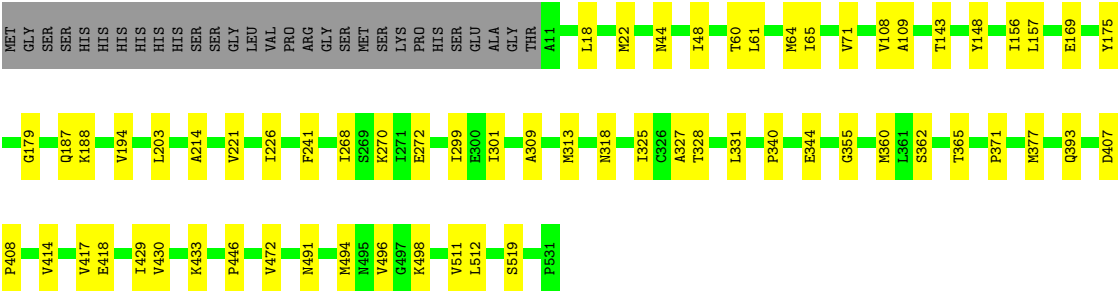 MET GLY SER SER HIS HIS HIS HIS HIS HIS SER SER GLY LEU VAL PRO ARG GLY SER MET SER LYS PRO HIS SER GLU ALA GLY THR A11 L18 M22 N44 I48 T60 L61 M64 I65 V71 V108 A109 T143 Y148 I156 L157 E169 Y175
G179 Q187 K188 V194 L203 A214 V221 I226 F241 I268 S269 K270 I271 E272 I299 E300 I301 A309 M313 N318 I325 C326 A327 T328 L331 P340 E344 G355 M360 L361 S362 T365 P371 M377 Q393 D407
P408 V414 V417 E418 I429 V430 K433 P446 V472 N491 M494 N495 V496 G497 K498 V511 L512 S519 P531